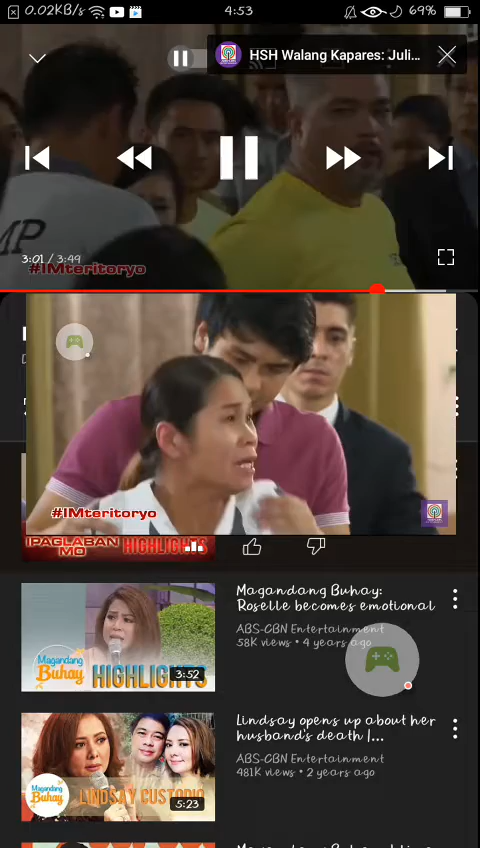 0.02KB/s
4:53
69%
HSH Walang Kapares: Juli...
MP
3:01 / 3:49
#IMteritoryo
#IMteritoryo
IPAGLABAN MO
HIGHLIGHTS
Magandang Buhay:
Roselle becomes emotional
ABS-CBN Entertainment
58K views • 4 years ago
Magandang
Buhay
HIGHLIGHTS
3:52
Lindsay opens up about her
husband's death |...
ABS-CBN Entertainment
481K views • 2 years ago
Magandang
Buhay
LINDSAY CUSTODIO
5:23